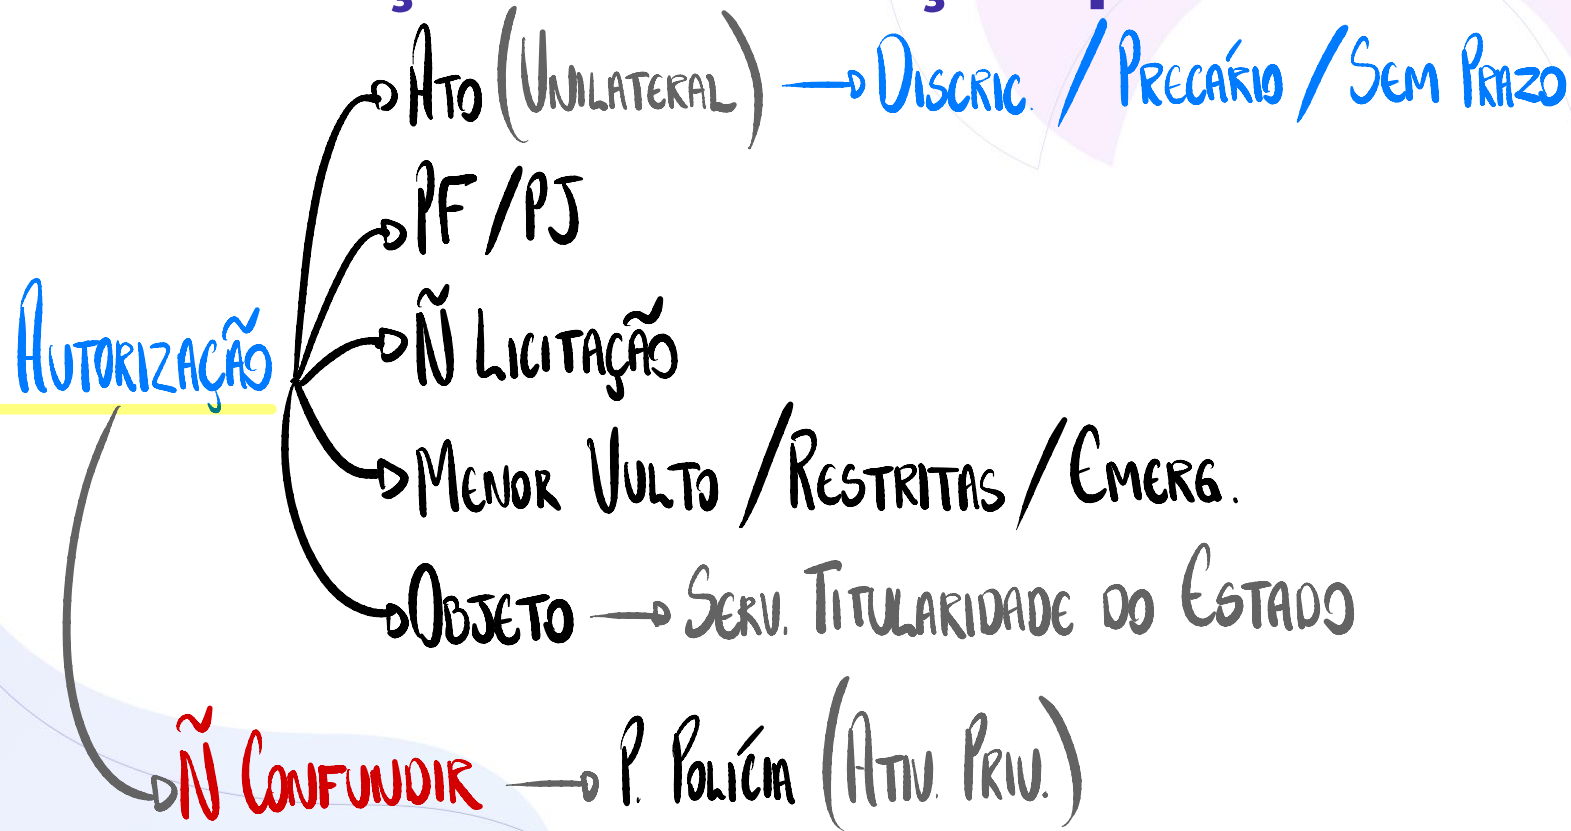 Ato (Unilateral) → Discric. / Precário / Sem Prazo
PF / PJ
Ñ Licitação
Autorização
Menor Vulto / Restritas / Emerg.
Objeto → Serv. Titularidade do Estado
Ñ Confundir → P. Polícia (Ativ. Priv.)